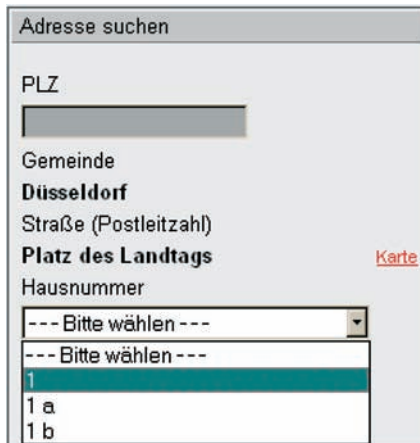 Adresse suchen
PLZ
Gemeinde
Düsseldorf
Straße (Postleitzahl)
Platz des Landtags Karte
Hausnummer
--- Bitte wählen ---
--- Bitte wählen ---
1
1 a
1 b